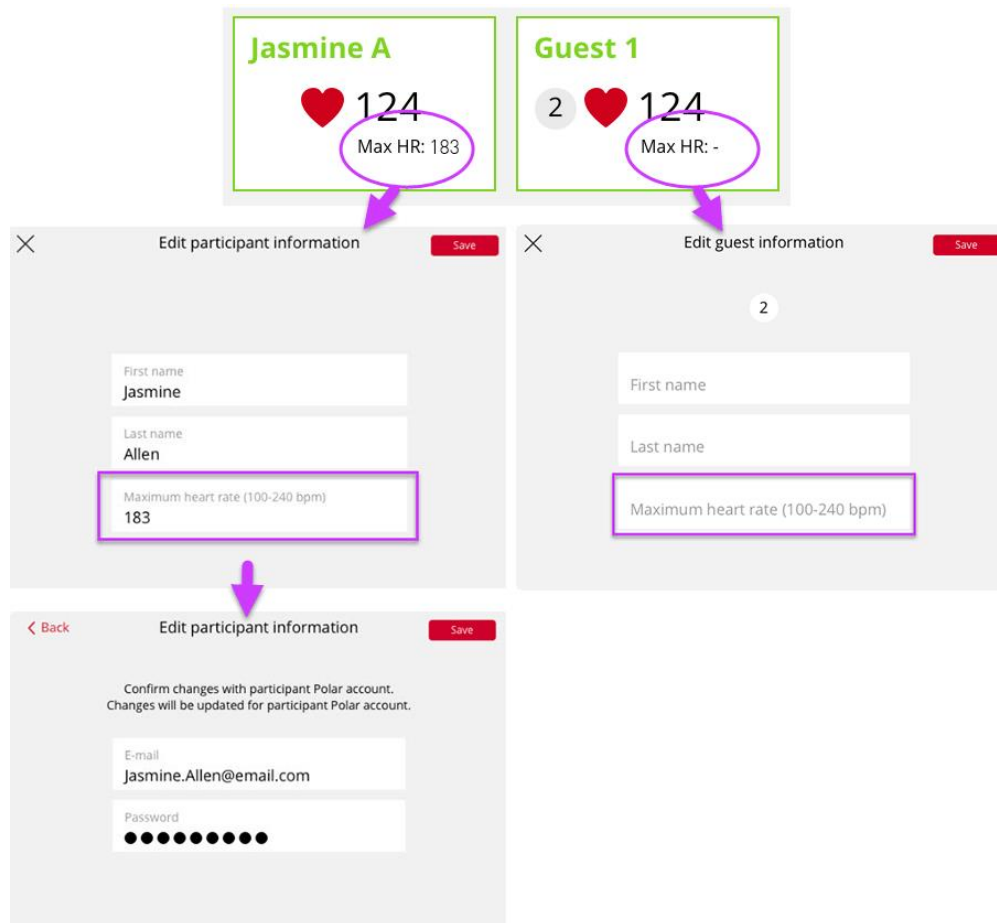 Jasmine A
124
Max HR: 183
Guest 1
2
124
Max HR: -
Edit participant information
Save
First name
Jasmine
Last name
Allen
Maximum heart rate (100-240 bpm)
183
Edit guest information
Save
2
First name
Last name
Maximum heart rate (100-240 bpm)
Back
Edit participant information
Save
Confirm changes with participant Polar account.
Changes will be updated for participant Polar account.
E-mail
Jasmine.Allen@email.com
Password